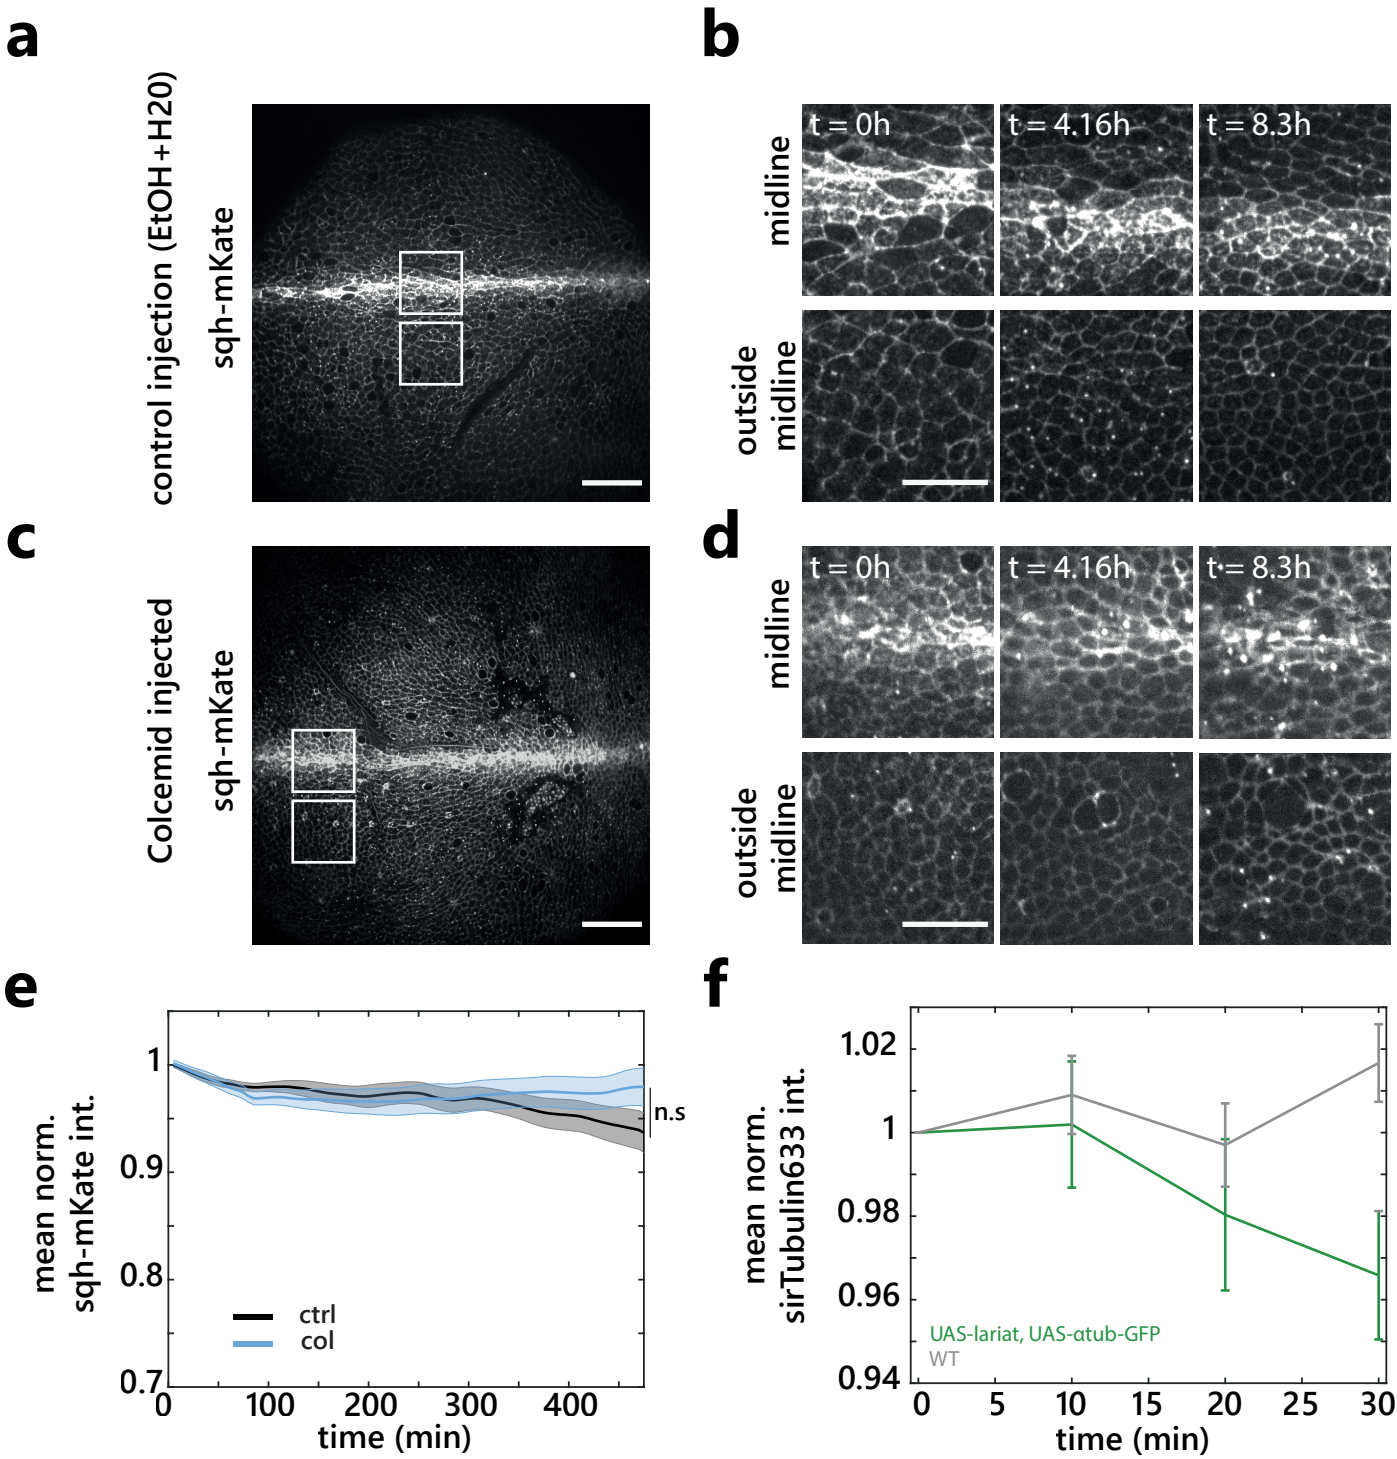 a
control injection (EtOH+H20)
sqh-mKate
b
t = 0h
t = 4.16h
t = 8.3h
midline
outside
midline
c
Colcemid injected
sqh-mKate
d
t = 0h
t = 4.16h
t = 8.3h
midline
outside
midline
e
mean norm.
sqh-mKate int.
1
0.9
0.8
0.7
n.s
ctrl
col
0
100
200
300
400
time (min)
f
mean norm.
sirTubulin633 int.
1.02
1
0.98
0.96
0.94
UAS-lariat, UAS-αtub-GFP
WT
0
5
10
15
20
25
30
time (min)